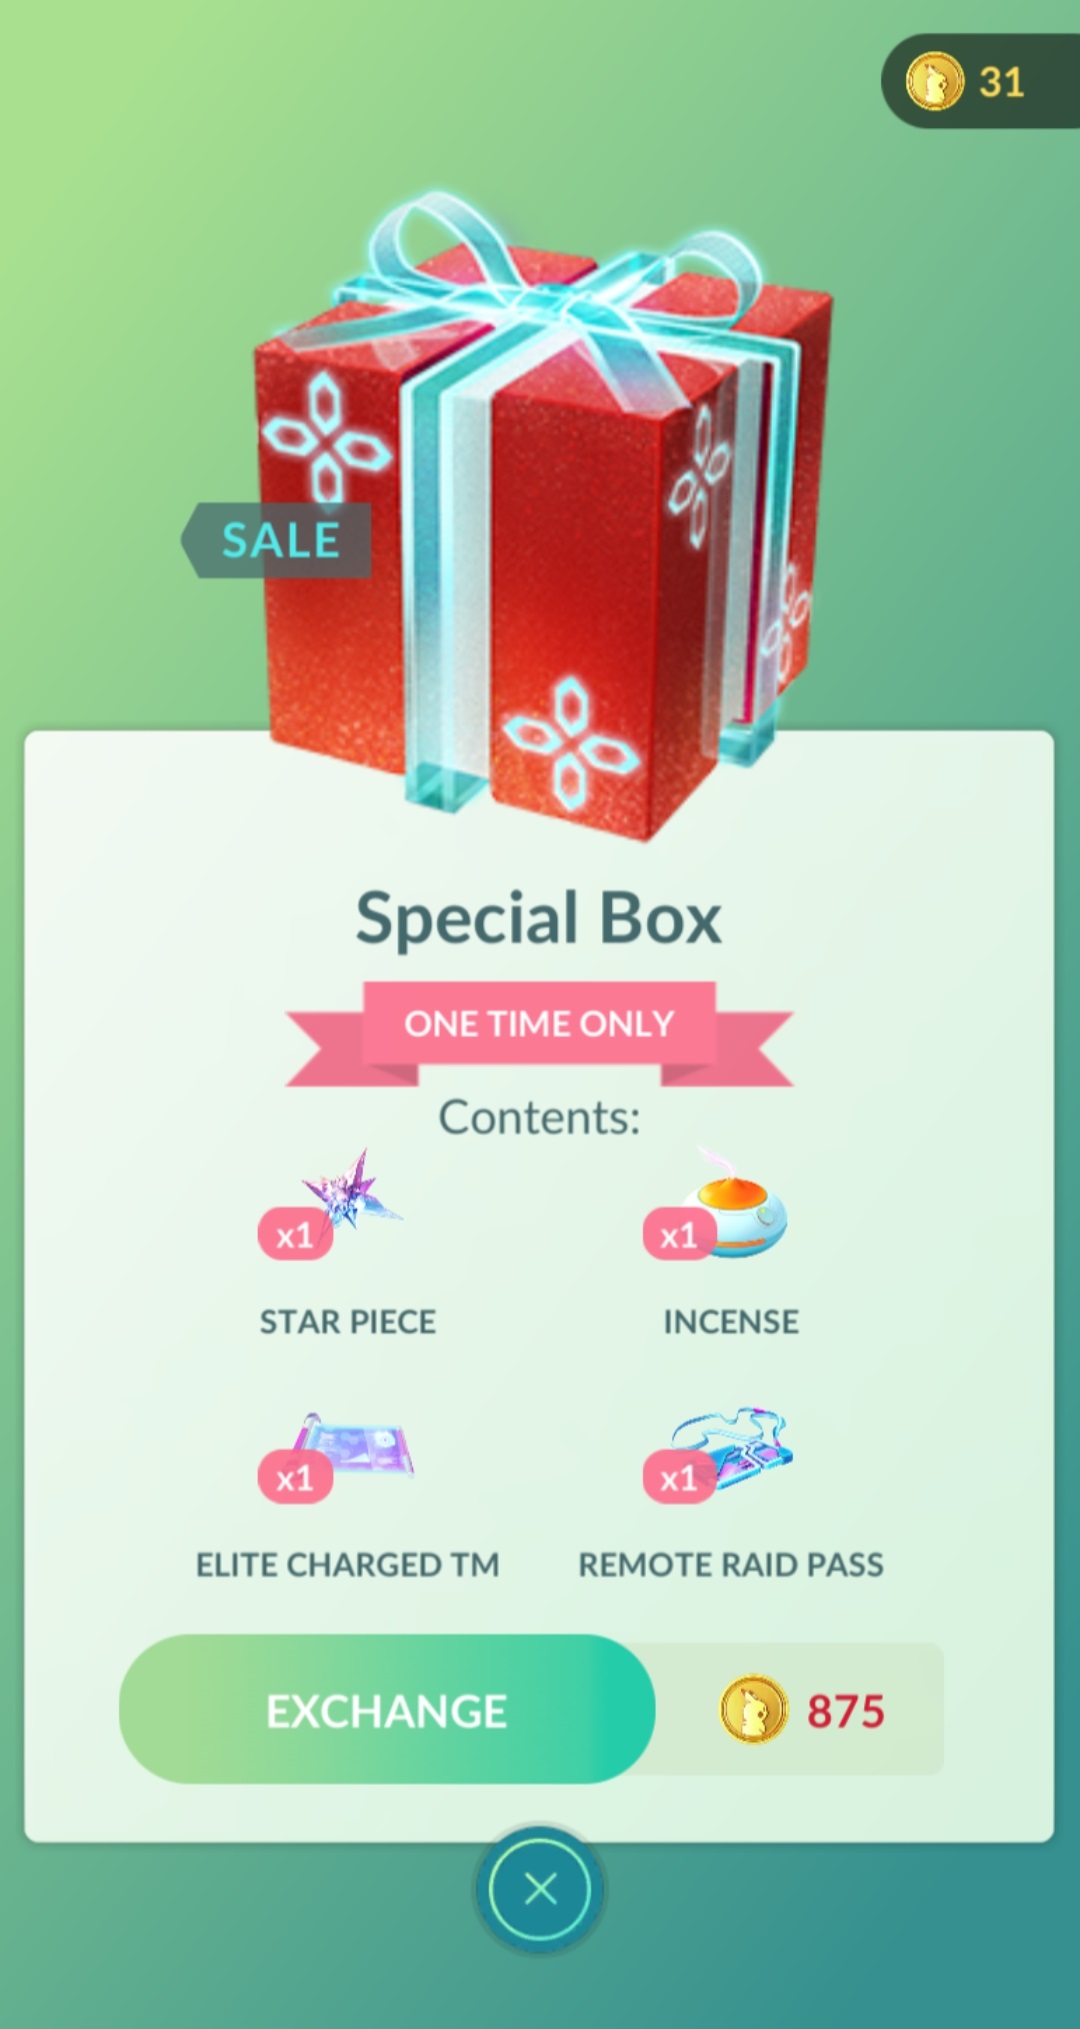 31
SALE
Special Box
ONE TIME ONLY
Contents:
x1
x1
STAR PIECE
INCENSE
x1
x1
ELITE CHARGED TM
REMOTE RAID PASS
EXCHANGE
875